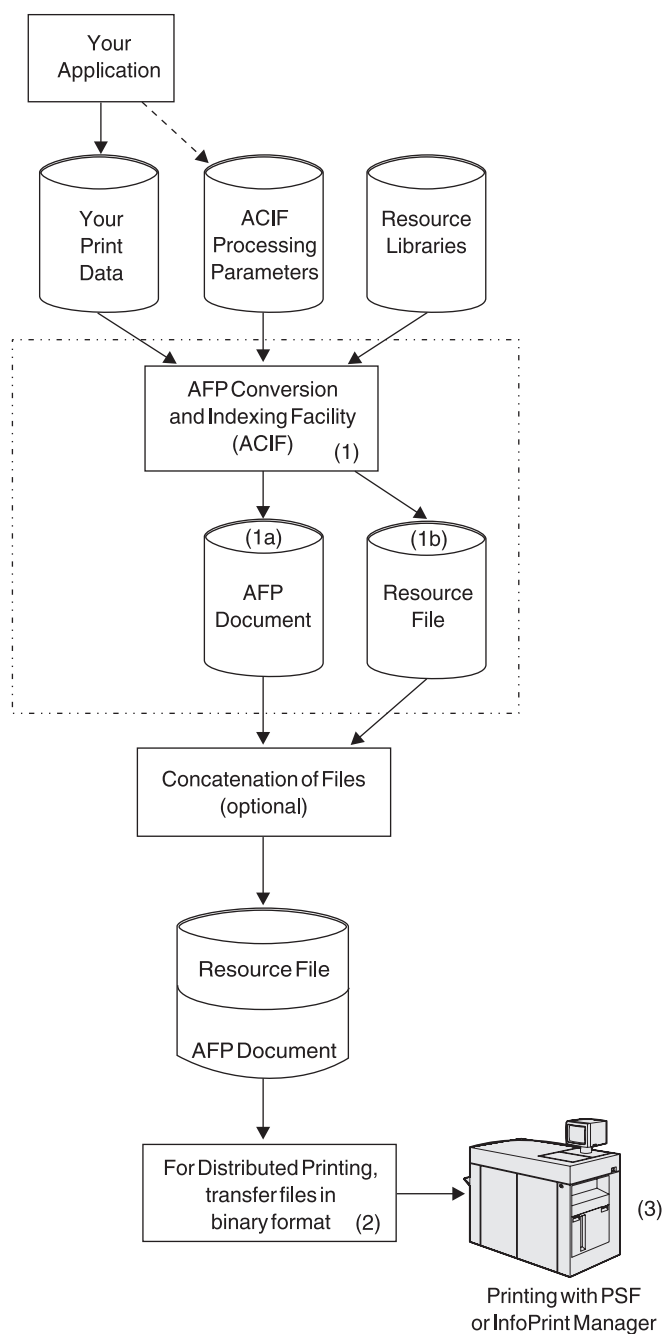 Your
Application
Your
Print
Data
ACIF
Processing
Parameters
Resource
Libraries
AFP Conversion
and Indexing Facility
(ACIF)
(1)
(1a)
AFP
Document
(1b)
Resource
File
Concatenation of Files
(optional)
Resource File
AFP Document
For Distributed Printing,
transfer files in
binary format
(2)
(3)
Printing with PSF
or InfoPrint Manager